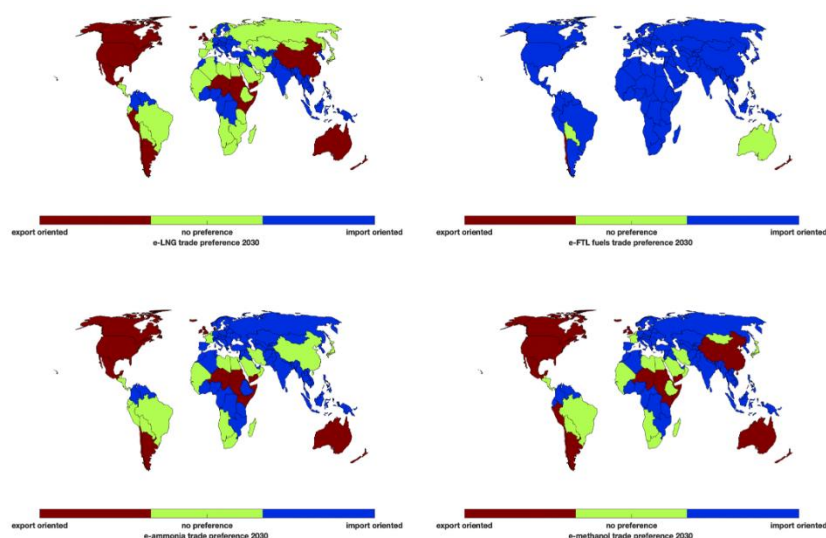 export oriented no preference import oriented
e-LNG trade preference 2030
export oriented no preference import oriented
e-FTL fuels trade preference 2030
export oriented no preference import oriented
e-ammonia trade preference 2030
export oriented no preference import oriented
e-methanol trade preference 2030